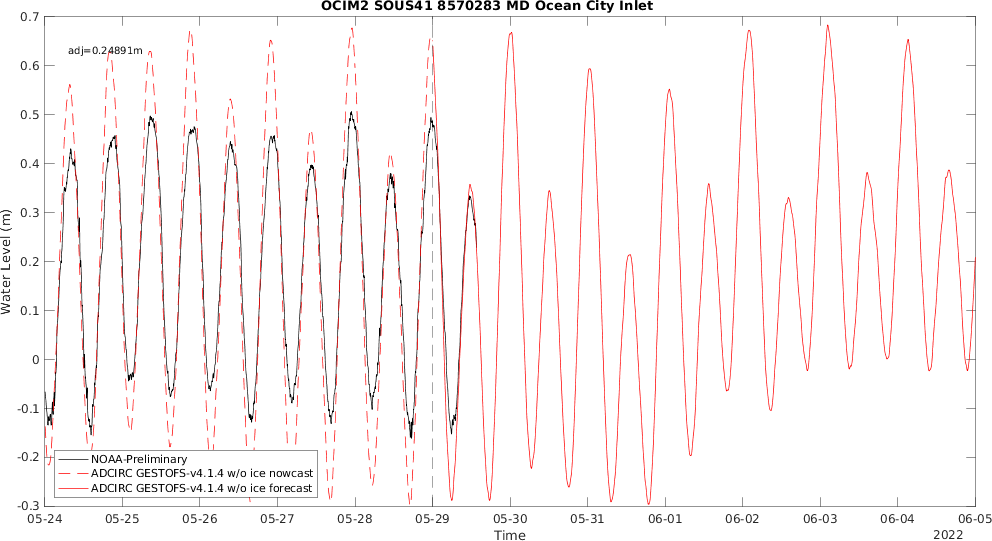 OCIM2 SOUS41 8570283 MD Ocean City Inlet
adj=0.24891m
Water Level (m)
0.7
0.6
0.5
0.4
0.3
0.2
0.1
0
-0.1
-0.2
-0.3
NOAA-Preliminary
ADCIRC GESTOFS-v4.1.4 w/o ice nowcast
ADCIRC GESTOFS-v4.1.4 w/o ice forecast
05-24 05-25 05-26 05-27 05-28 05-29 05-30 05-31 06-01 06-02 06-03 06-04 06-05
Time
2022